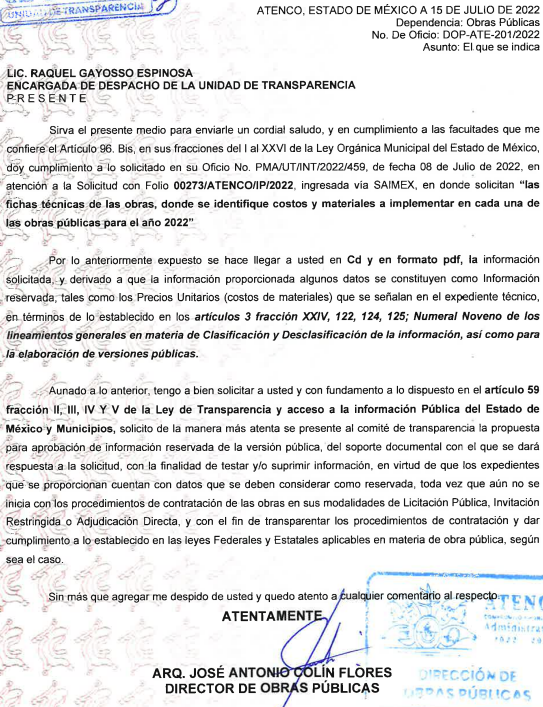 UNIDAD DE TRANSPARENCIA
ATENCO, ESTADO DE MÉXICO A 15 DE JULIO DE 2022
Dependencia: Obras Públicas
No. De Oficio: DOP-ATE-201/2022
Asunto: El que se indica
LIC. RAQUEL GAYOSSO ESPINOSA
ENCARGADA DE DESPACHO DE LA UNIDAD DE TRANSPARENCIA
P R E S E N T E
Sirva el presente medio para enviarle un cordial saludo, y en cumplimiento a las facultades que me
confiere el Artículo 96. Bis, en sus fracciones del I al XXVI de la Ley Orgánica Municipal del Estado de México,
doy cumplimiento a lo solicitado en su Oficio No. PMA/UT/INT/2022/459, de fecha 08 de Julio de 2022, en
atención a la Solicitud con Folio 00273/ATENCO/IP/2022, ingresada vía SAIMEX, en donde solicitan “las
fichas técnicas de las obras, donde se identifique costos y materiales a implementar en cada una de
las obras públicas para el año 2022”
Por lo anteriormente expuesto se hace llegar a usted en Cd y en formato pdf, la información
solicitada, y derivado a que la información proporcionada algunos datos se constituyen como Información
reservada, tales como los Precios Unitarios (costos de materiales) que se señalan en el expediente técnico,
en términos de lo establecido en los artículos 3 fracción XXIV, 122, 124, 125; Numeral Noveno de los
lineamientos generales en materia de Clasificación y Desclasificación de la información, así como para
la elaboración de versiones públicas.
Aunado a lo anterior, tengo a bien solicitar a usted y con fundamento a lo dispuesto en el artículo 59
fracción II, III, IV Y V de la Ley de Transparencia y acceso a la información Pública del Estado de
México y Municipios, solicito de la manera más atenta se presente al comité de transparencia la propuesta
para aprobación de información reservada de la versión pública, del soporte documental con el que se dará
respuesta a la solicitud, con la finalidad de testar y/o suprimir información, en virtud de que los expedientes
que se proporcionan cuentan con datos que se deben considerar como reservada, toda vez que aún no se
inicia con los procedimientos de contratación de las obras en sus modalidades de Licitación Pública, Invitación
Restringida o Adjudicación Directa, y con el fin de transparentar los procedimientos de contratación y dar
cumplimiento a lo establecido en las leyes Federales y Estatales aplicables en materia de obra pública, según
sea el caso.
Sin más que agregar me despido de usted y quedo atento a cualquier comentario al respecto.
ATENTAMENTE
ATENCO
ARQ. JOSÉ ANTONIO COLÍN FLORES
DIRECTOR DE OBRAS PÚBLICAS
DIRECCIÓN DE
OBRAS PÚBLICAS